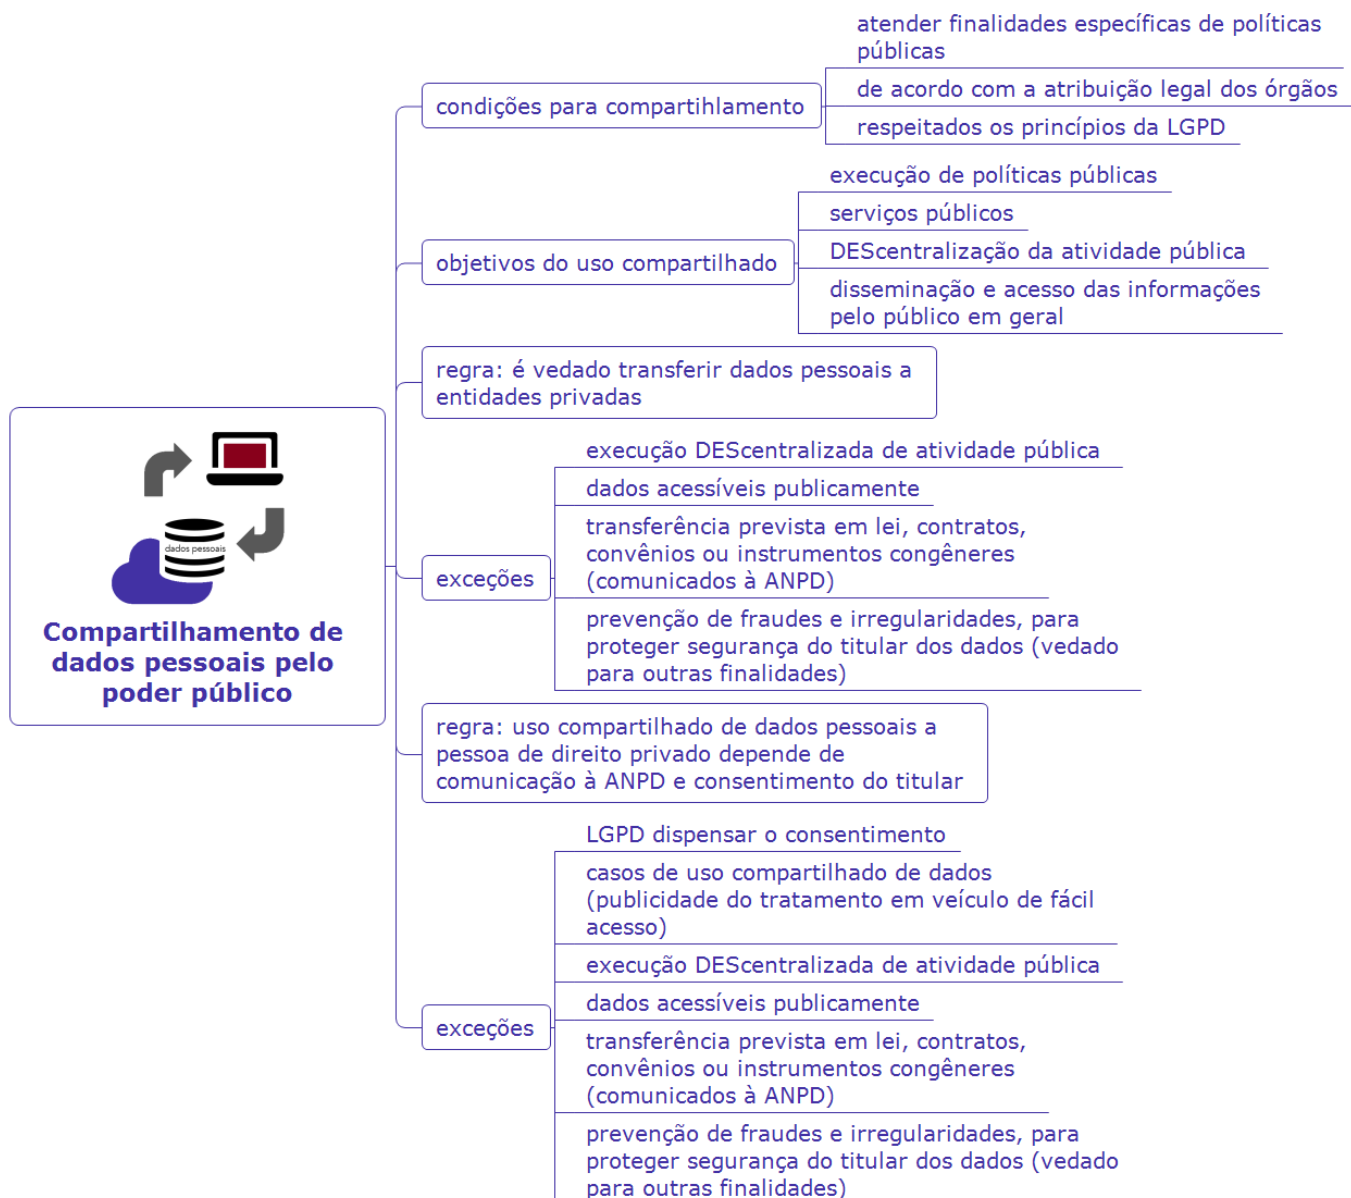 atender finalidades específicas de políticas
públicas
condições para compartihlamento
de acordo com a atribuição legal dos órgãos
respeitados os princípios da LGPD
execução de políticas públicas
serviços públicos
objetivos do uso compartilhado
DEScentralização da atividade pública
disseminação e acesso das informações
pelo público em geral
regra: é vedado transferir dados pessoais a
entidades privadas
dados pessoais
Compartilhamento de
dados pessoais pelo
poder público
execução DEScentralizada de atividade pública
dados acessíveis publicamente
transferência prevista em lei, contratos,
convênios ou instrumentos congêneres
(comunicados à ANPD)
exceções
prevenção de fraudes e irregularidades, para
proteger segurança do titular dos dados (vedado
para outras finalidades)
regra: uso compartilhado de dados pessoais a
pessoa de direito privado depende de
comunicação à ANPD e consentimento do titular
LGPD dispensar o consentimento
casos de uso compartilhado de dados
(publicidade do tratamento em veículo de fácil
acesso)
execução DEScentralizada de atividade pública
dados acessíveis publicamente
exceções
transferência prevista em lei, contratos,
convênios ou instrumentos congêneres
(comunicados à ANPD)
prevenção de fraudes e irregularidades, para
proteger segurança do titular dos dados (vedado
para outras finalidades)